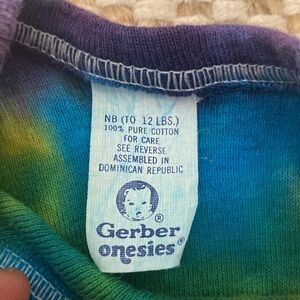 NB (TO 12 LBS.)
100% PURE COTTON
FOR CARE
SEE REVERSE
ASSEMBLED IN
DOMINICAN REPUBLIC
®
Gerber
onesies®